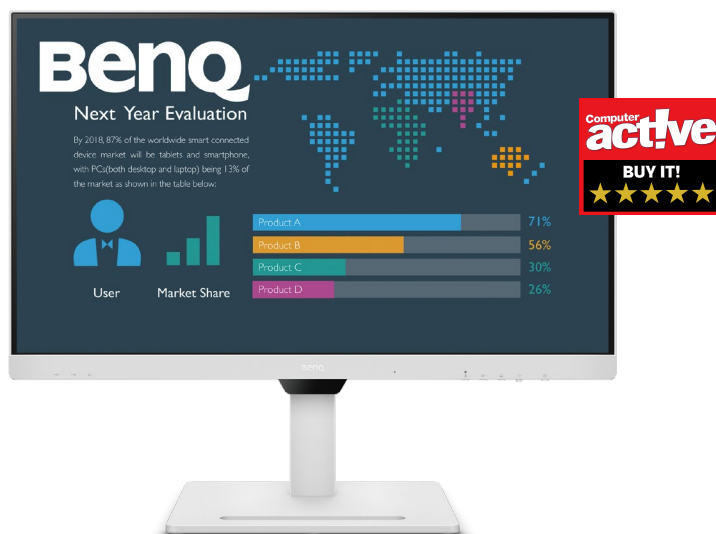 BenQ
Next Year Evaluation
By 2018, 87% of the worldwide smart connected
device market will be tablets and smartphone,
with PCs(both desktop and laptop) being 13% of
the market as shown in the table below:
User
Market Share
Product A 71%
Product B 56%
Product C 30%
Product D 26%
BenQ
Computer
act!ve
BUY IT!